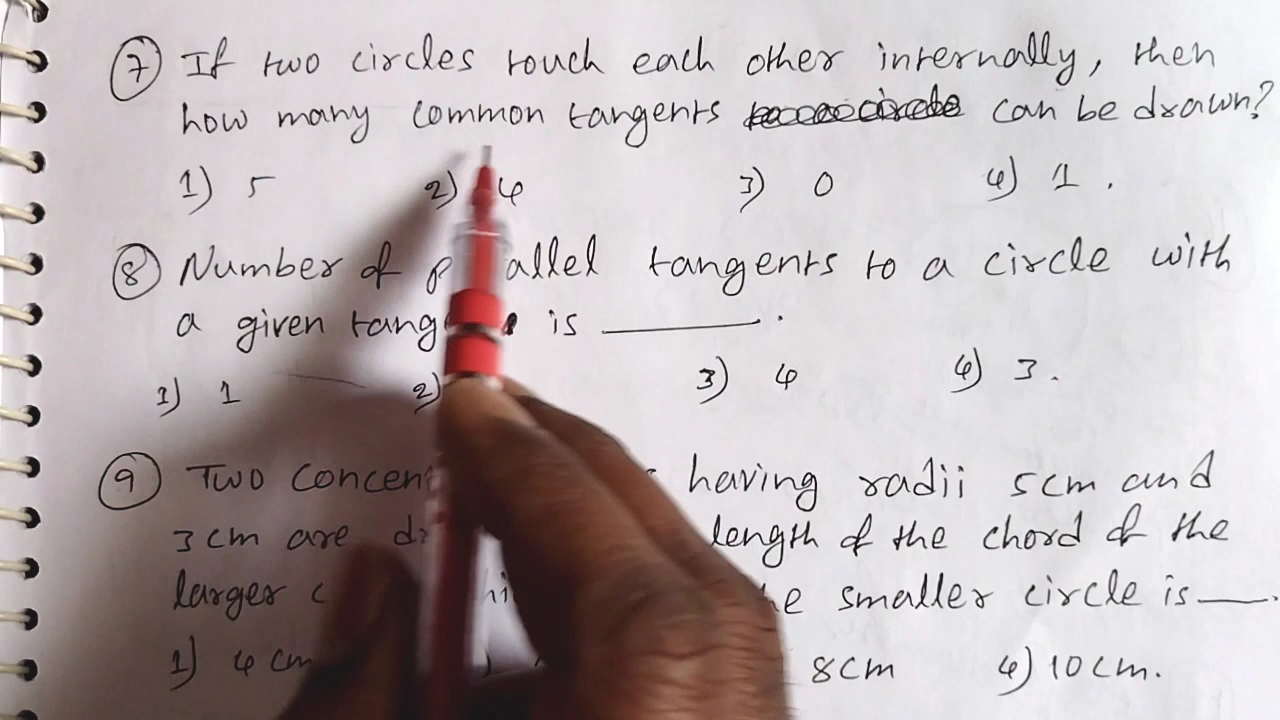 7 If two circles touch each other internally, then
how many common tangents can be drawn?
1) 5 2) 4 3) 0 4) 1.
8 Number of allel tangents to a circle with
a given tang is ______.
1) 1 2) 3) 4 4) 3.
9 Two concen having radii 5cm and
3cm are length of the chord of the
larger smaller circle is ____.
1) 4cm 8cm 4) 10cm.